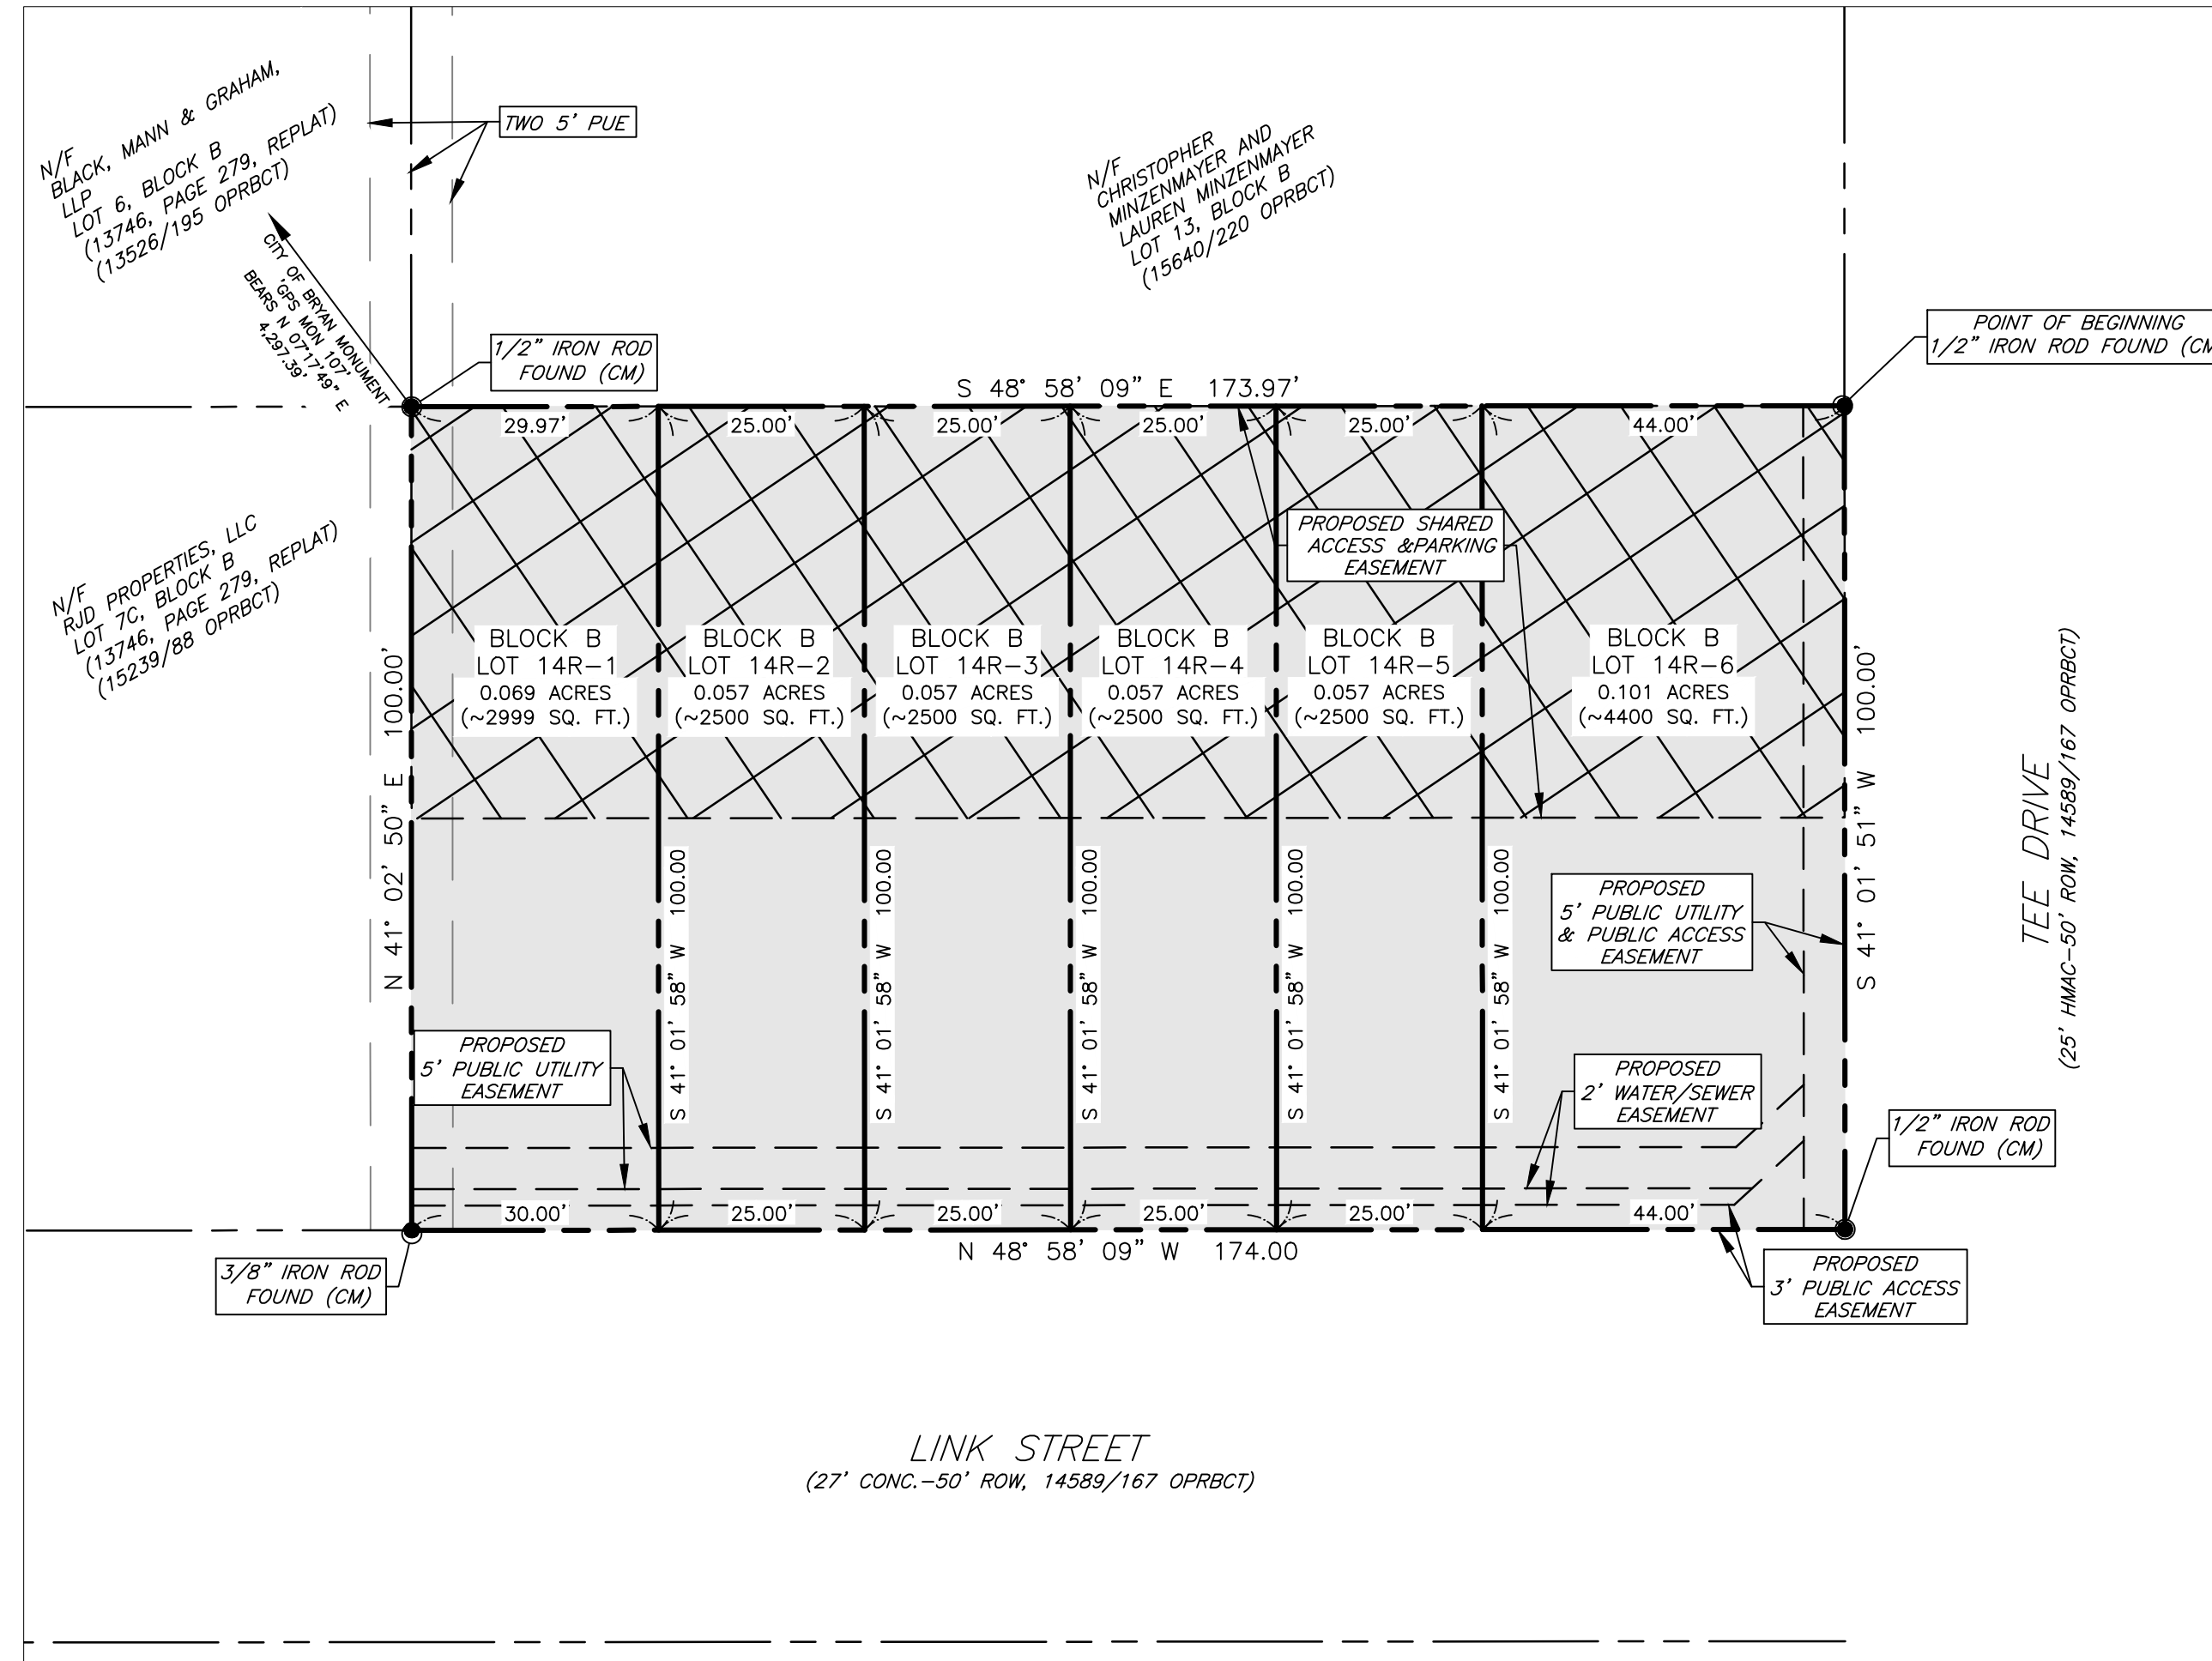 N/F
BLACK, MANN & GRAHAM,
LLP
LOT 6, BLOCK B
(13746, PAGE 279, REPLAT)
(13526/195 OPRBCT)
TWO 5' PUE
N/F
CHRISTOPHER
MINZENMAYER AND
LAUREN MINZENMAYER
LOT 13, BLOCK B
(15640/220 OPRBCT)
CITY OF BRYAN MONUMENT
'GPS MON 107'
BEARS N 07°17'49" E
4,297.39'
1/2" IRON ROD
FOUND (CM)
POINT OF BEGINNING
1/2" IRON ROD FOUND (CM
S 48° 58' 09" E 173.97'
29.97'
25.00'
25.00'
25.00'
25.00'
44.00'
N/F
RJD PROPERTIES, LLC
LOT 7C, BLOCK B
(13746, PAGE 279, REPLAT)
(15239/88 OPRBCT)
PROPOSED SHARED
ACCESS &PARKING
EASEMENT
N 41° 02' 50" E 100.00'
BLOCK B
LOT 14R-1
0.069 ACRES
(~2999 SQ. FT.)
BLOCK B
LOT 14R-2
0.057 ACRES
(~2500 SQ. FT.)
BLOCK B
LOT 14R-3
0.057 ACRES
(~2500 SQ. FT.)
BLOCK B
LOT 14R-4
0.057 ACRES
(~2500 SQ. FT.)
BLOCK B
LOT 14R-5
0.057 ACRES
(~2500 SQ. FT.)
BLOCK B
LOT 14R-6
0.101 ACRES
(~4400 SQ. FT.)
S 41° 01' 51" W 100.00'
TEE DRIVE
(25' HMAC-50' ROW, 14589/167 OPRBCT)
S 41° 01' 58" W 100.00
S 41° 01' 58" W 100.00
S 41° 01' 58" W 100.00
S 41° 01' 58" W 100.00
S 41° 01' 58" W 100.00
PROPOSED
5' PUBLIC UTILITY
& PUBLIC ACCESS
EASEMENT
PROPOSED
5' PUBLIC UTILITY
EASEMENT
PROPOSED
2' WATER/SEWER
EASEMENT
1/2" IRON ROD
FOUND (CM)
30.00'
25.00'
25.00'
25.00'
25.00'
44.00'
N 48° 58' 09" W 174.00
3/8" IRON ROD
FOUND (CM)
PROPOSED
3' PUBLIC ACCESS
EASEMENT
LINK STREET
(27' CONC.-50' ROW, 14589/167 OPRBCT)